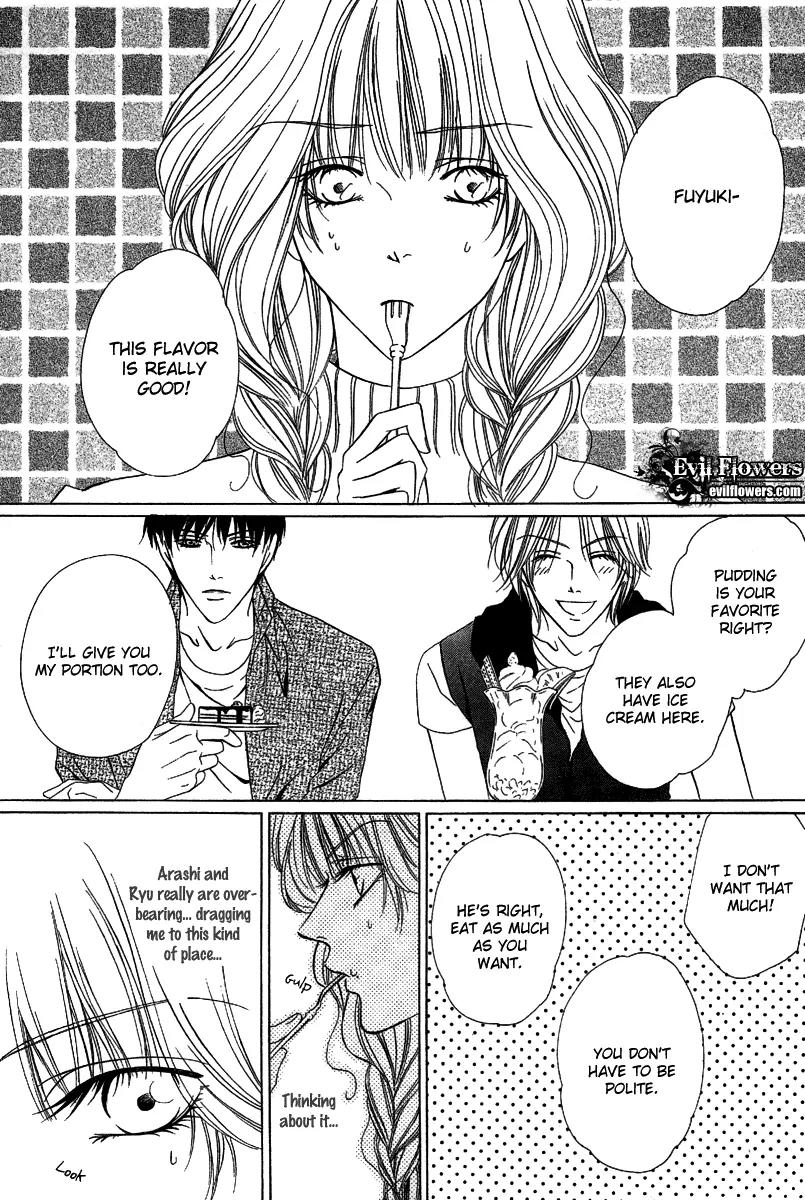 FUYUKI-
THIS FLAVOR
IS REALLY
GOOD!
Evil Flowers
evilflowers.com
PUDDING
IS YOUR
FAVORITE
RIGHT?
THEY ALSO
HAVE ICE
CREAM HERE.
I'LL GIVE YOU
MY PORTION TOO.
I DON'T
WANT THAT
MUCH!
HE'S RIGHT,
EAT AS MUCH
AS YOU
WANT.
YOU DON'T
HAVE TO BE
POLITE.
Gulp
Thinking
about it...
Arashi and
Ryu really are over-
bearing... dragging
me to this kind
of place...
Look